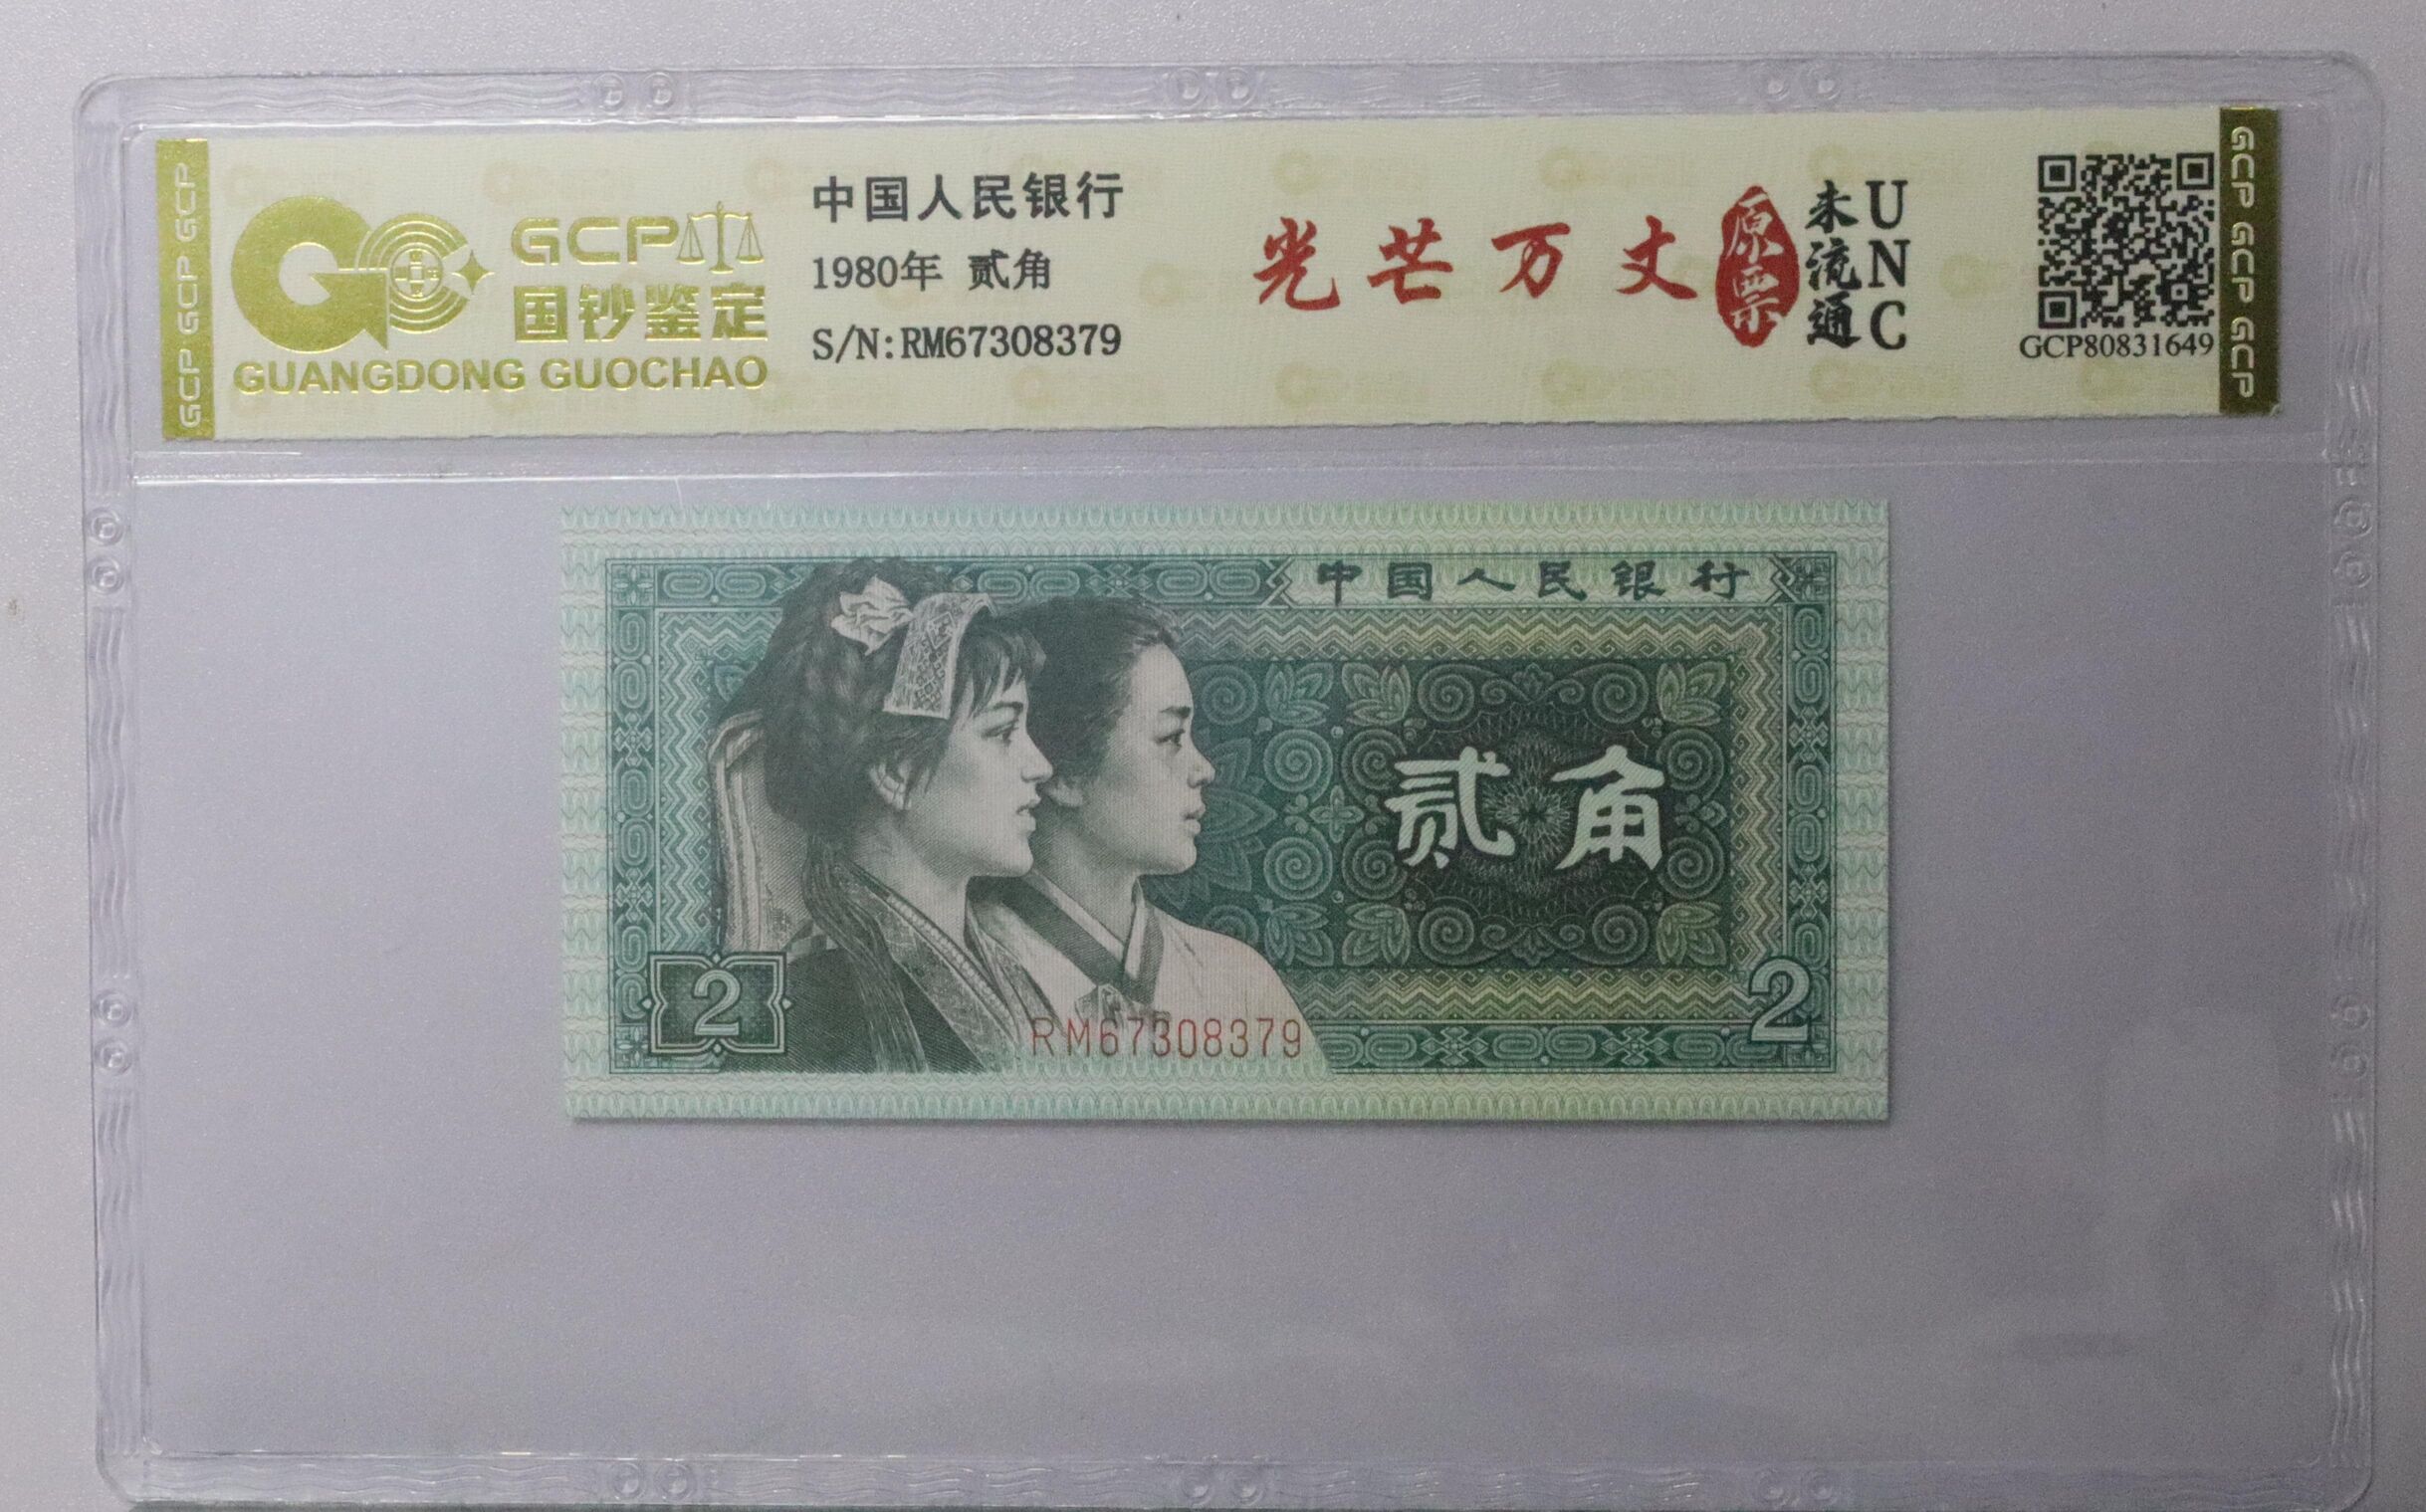 GCP GCP GCP
GCP
国钞鉴定
GUANGDONG GUOCHAO
中国人民银行
1980年 贰角
S/N:RM67308379
光芒万丈
原票
未流通
UNC
GCP80831649
GCP GCP GCP
中国人民银行
贰角
2
RM67308379
2